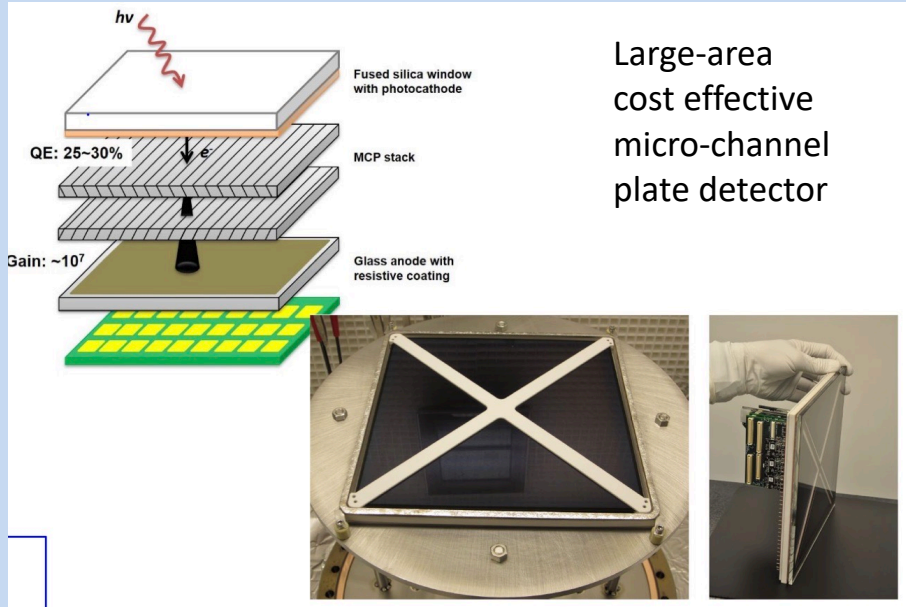 hν
Large-area
cost effective
micro-channel
plate detector
Fused silica window
with photocathode
QE: 25~30%
e-
MCP stack
Gain: ~10⁷
Glass anode with
resistive coating